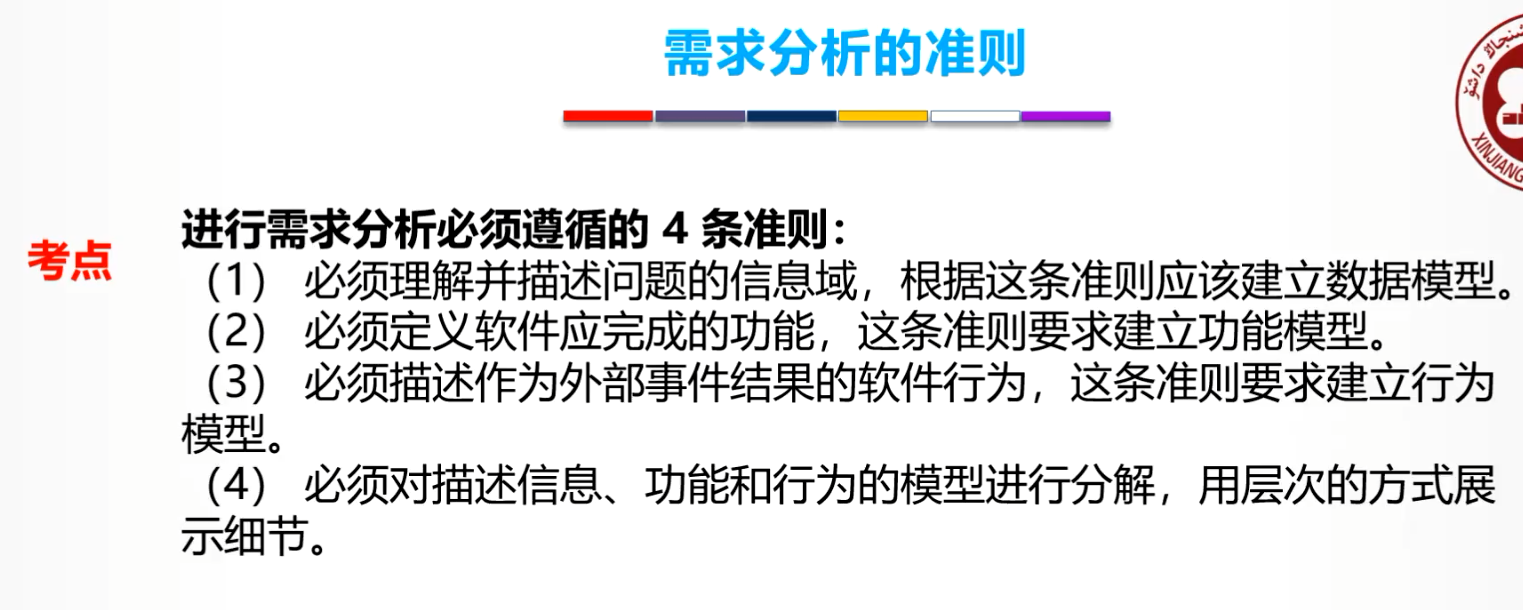 需求分析的准则
考点
进行需求分析必须遵循的 4 条准则：
（1） 必须理解并描述问题的信息域，根据这条准则应该建立数据模型。
（2） 必须定义软件应完成的功能，这条准则要求建立功能模型。
（3） 必须描述作为外部事件结果的软件行为，这条准则要求建立行为
模型。
（4） 必须对描述信息、功能和行为的模型进行分解，用层次的方式展
示细节。
XINJIANG